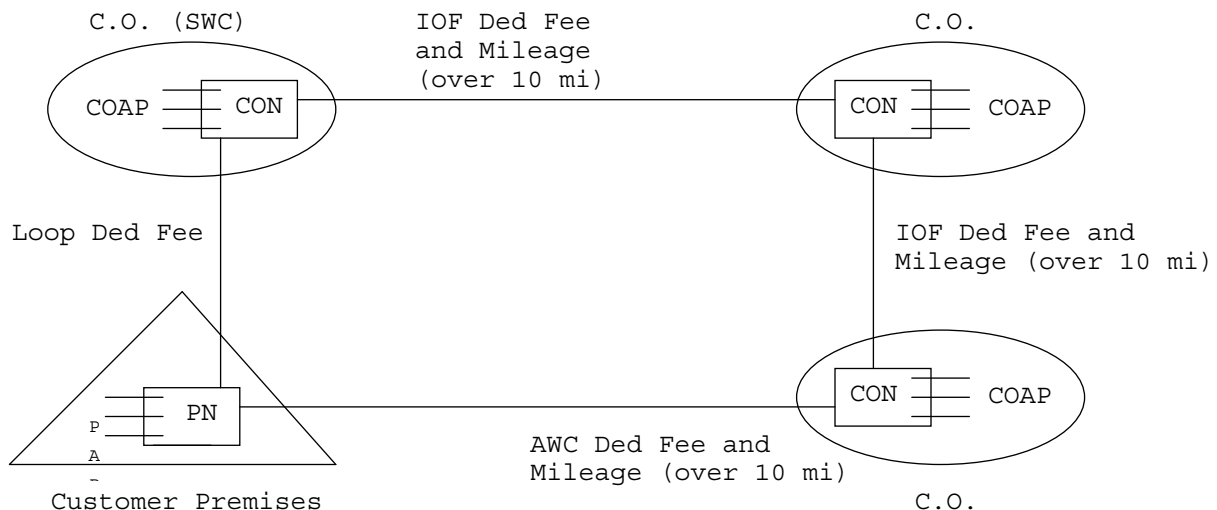 C.O. (SWC)
IOF Ded Fee
and Mileage
(over 10 mi)
C.O.
COAP
CON
CON
COAP
Loop Ded Fee
IOF Ded Fee and
Mileage (over 10 mi)
PN
P
A
CON
COAP
AWC Ded Fee and
Mileage (over 10 mi)
Customer Premises
C.O.